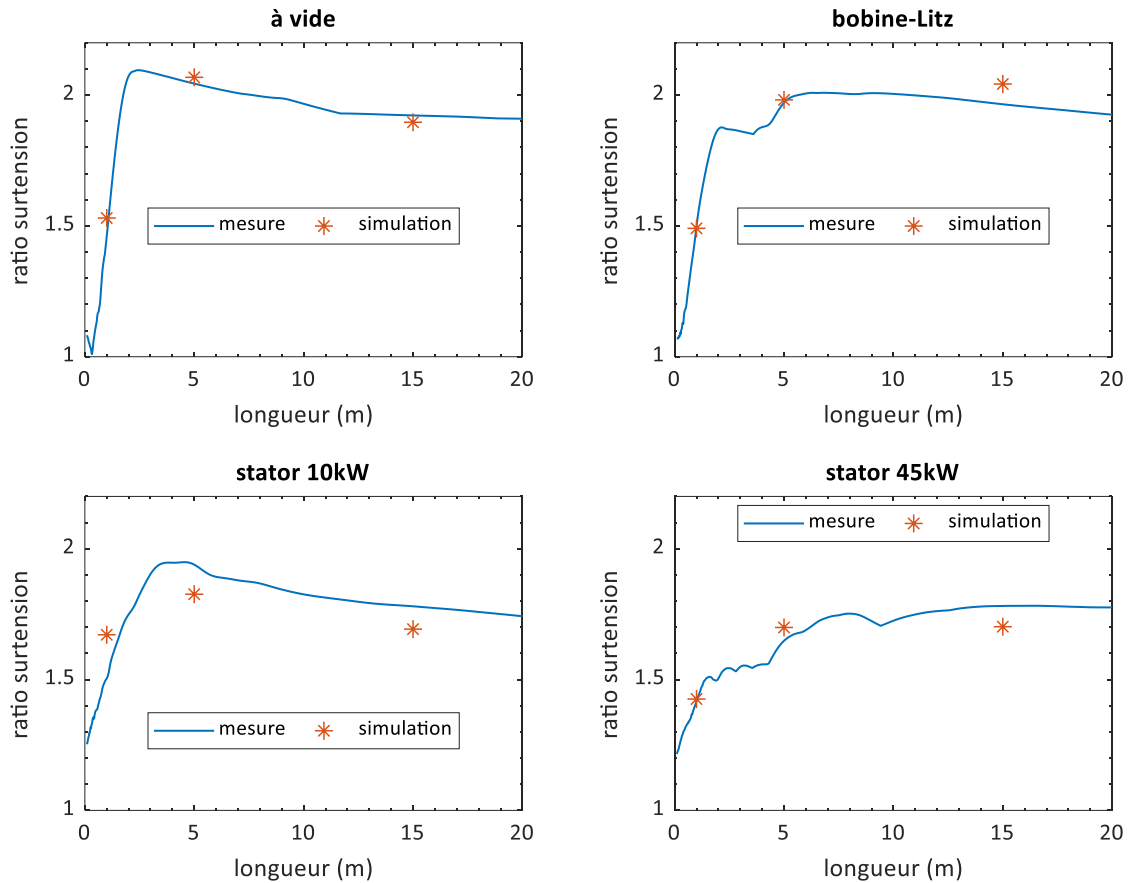 à vide
ratio surtension
2
1.5
1
mesure simulation
0 5 10 15 20
longueur (m)
bobine-Litz
ratio surtension
2
1.5
1
mesure simulation
0 5 10 15 20
longueur (m)
stator 10kW
ratio surtension
2
1.5
1
mesure simulation
0 5 10 15 20
longueur (m)
stator 45kW
ratio surtension
mesure simulation
2
1.5
1
0 5 10 15 20
longueur (m)